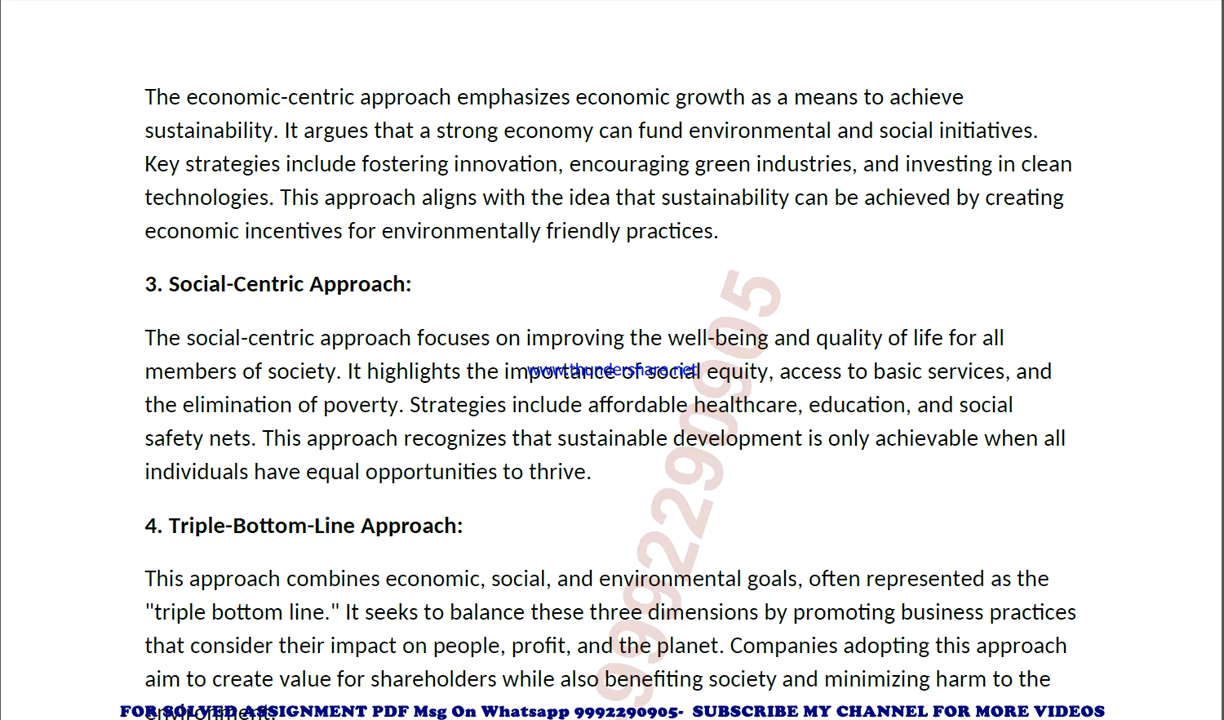 The economic-centric approach emphasizes economic growth as a means to achieve
sustainability. It argues that a strong economy can fund environmental and social initiatives.
Key strategies include fostering innovation, encouraging green industries, and investing in clean
technologies. This approach aligns with the idea that sustainability can be achieved by creating
economic incentives for environmentally friendly practices.
3. Social-Centric Approach:
The social-centric approach focuses on improving the well-being and quality of life for all
members of society. It highlights the importance of social equity, access to basic services, and
www.thundershare.net
the elimination of poverty. Strategies include affordable healthcare, education, and social
safety nets. This approach recognizes that sustainable development is only achievable when all
individuals have equal opportunities to thrive.
9992290905
4. Triple-Bottom-Line Approach:
This approach combines economic, social, and environmental goals, often represented as the
"triple bottom line." It seeks to balance these three dimensions by promoting business practices
that consider their impact on people, profit, and the planet. Companies adopting this approach
aim to create value for shareholders while also benefiting society and minimizing harm to the
environment.
FOR SOLVED ASSIGNMENT PDF Msg On Whatsapp 9992290905- SUBSCRIBE MY CHANNEL FOR MORE VIDEOS